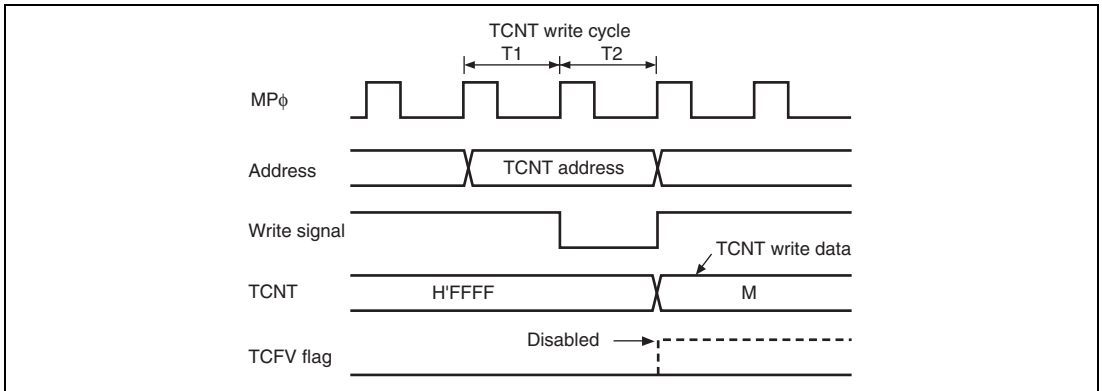 TCNT write cycle
T1 T2
MPϕ
Address TCNT address
Write signal
TCNT write data
TCNT H'FFFF M
Disabled
TCFV flag